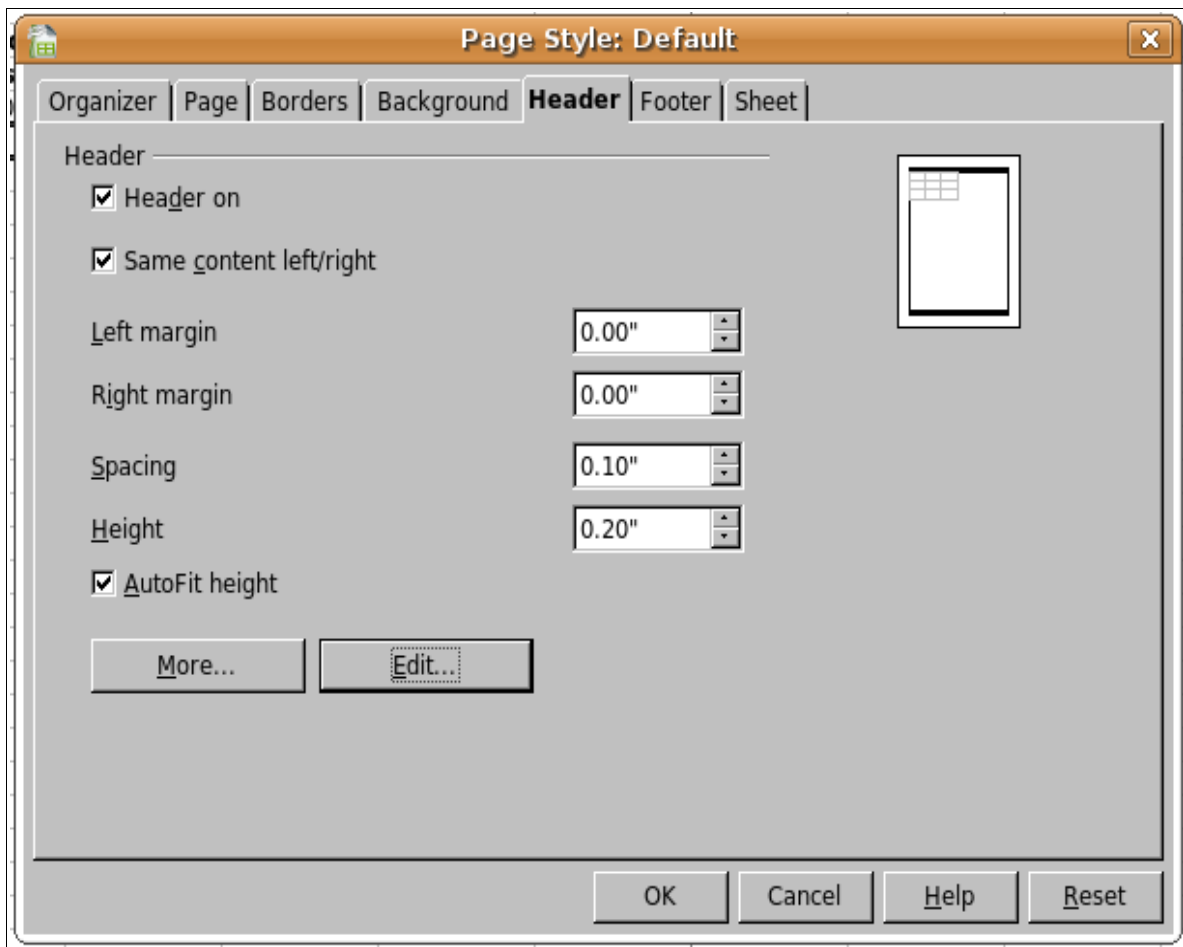 Page Style: Default
Organizer Page Borders Background Header Footer Sheet
Header
Header on
Same content left/right
Left margin 0.00"
Right margin 0.00"
Spacing 0.10"
Height 0.20"
AutoFit height
More... Edit...
OK Cancel Help Reset